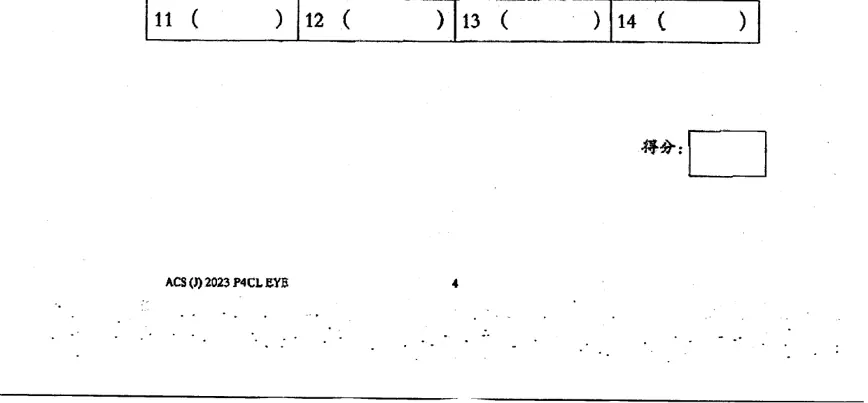 11 (      ) 12 (      ) 13 (      ) 14 (      )
得分：
ACS (J) 2023 P4CL EYE 4